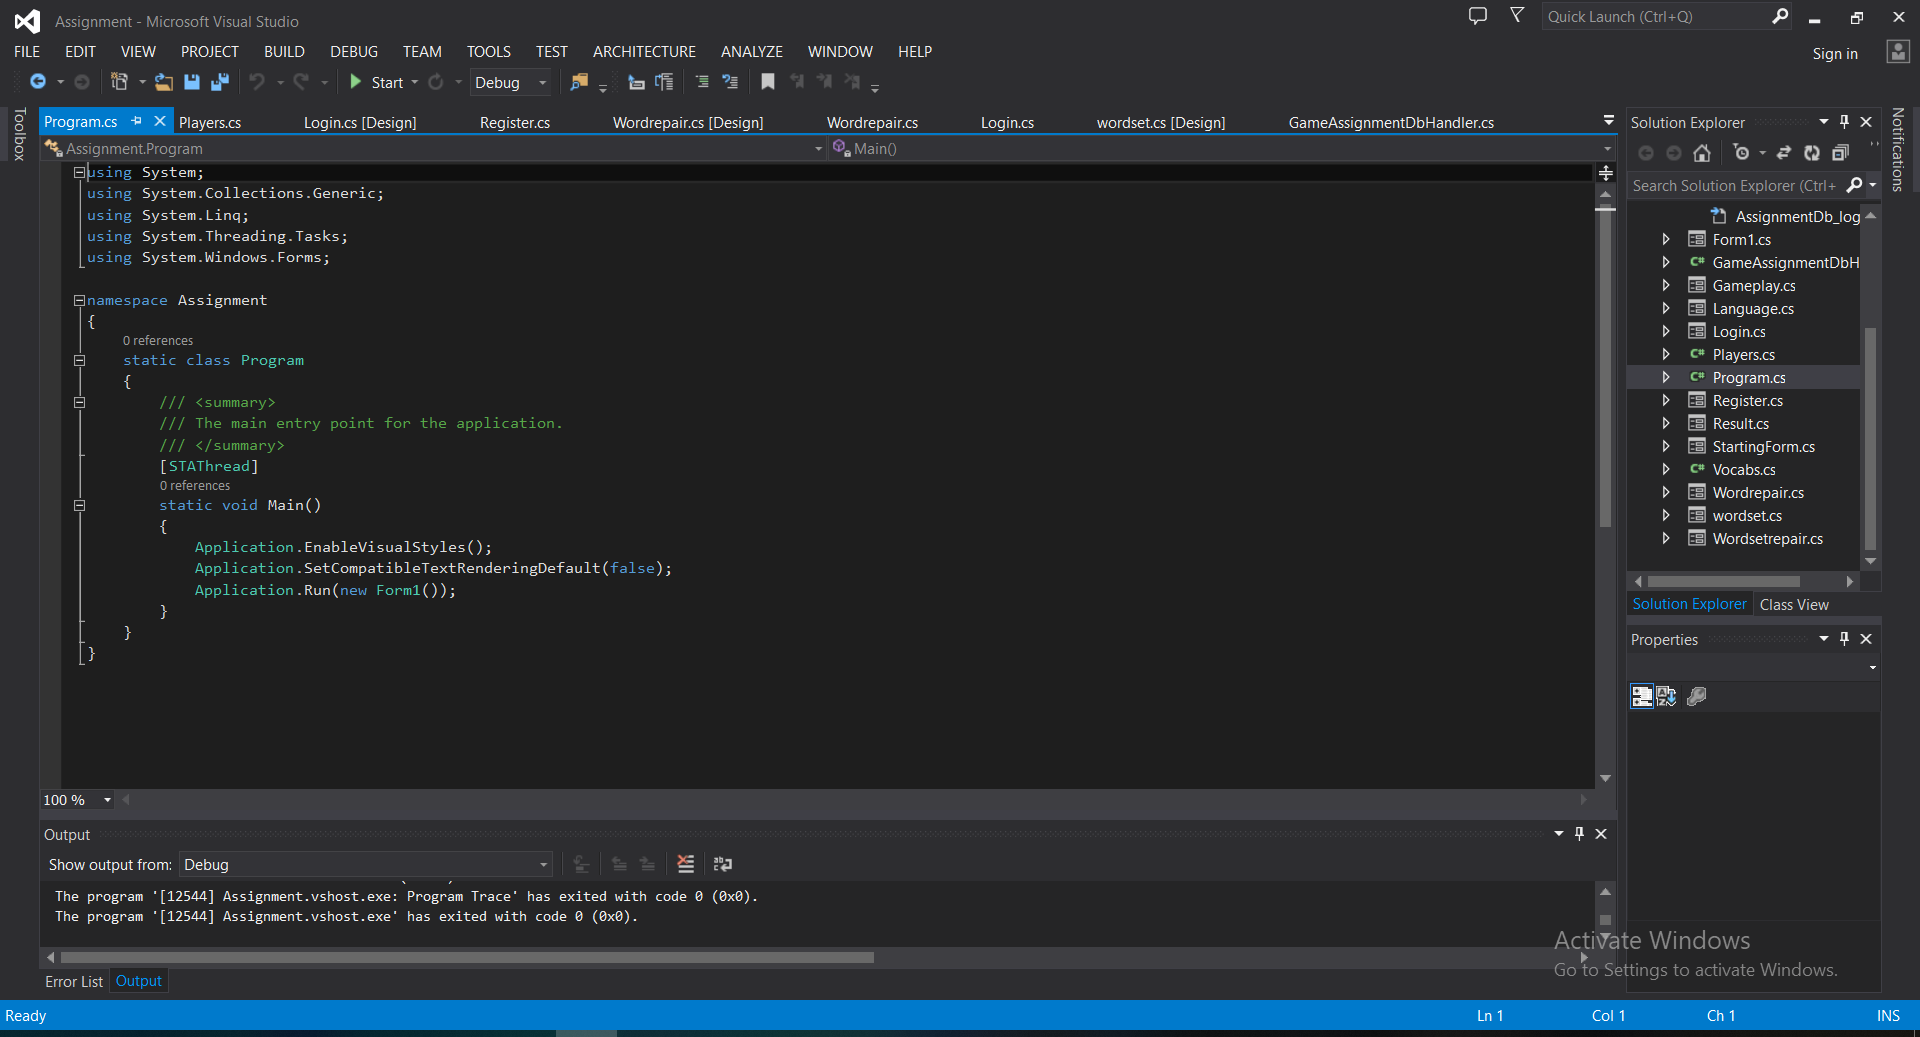 Assignment - Microsoft Visual Studio
Quick Launch (Ctrl+Q)
FILE EDIT VIEW PROJECT BUILD DEBUG TEAM TOOLS TEST ARCHITECTURE ANALYZE WINDOW HELP
Sign in
Start Debug
Toolbox
Program.cs Players.cs Login.cs [Design] Register.cs Wordrepair.cs [Design] Wordrepair.cs Login.cs wordset.cs [Design] GameAssignmentDbHandler.cs
Assignment.Program Main()
using System;
using System.Collections.Generic;
using System.Linq;
using System.Threading.Tasks;
using System.Windows.Forms;
namespace Assignment
{
0 references
static class Program
{
/// <summary>
/// The main entry point for the application.
/// </summary>
[STAThread]
0 references
static void Main()
{
Application.EnableVisualStyles();
Application.SetCompatibleTextRenderingDefault(false);
Application.Run(new Form1());
}
}
}
100 %
Output
Show output from: Debug
The program '[12544] Assignment.vshost.exe: Program Trace' has exited with code 0 (0x0).
The program '[12544] Assignment.vshost.exe' has exited with code 0 (0x0).
Error List Output
Solution Explorer
Notifications
Search Solution Explorer (Ctrl+
AssignmentDb_log
Form1.cs
C# GameAssignmentDbH
Gameplay.cs
Language.cs
Login.cs
C# Players.cs
C# Program.cs
Register.cs
Result.cs
StartingForm.cs
C# Vocabs.cs
Wordrepair.cs
wordset.cs
Wordsetrepair.cs
Solution Explorer Class View
Properties
Activate Windows
Go to Settings to activate Windows.
Ready Ln 1 Col 1 Ch 1 INS